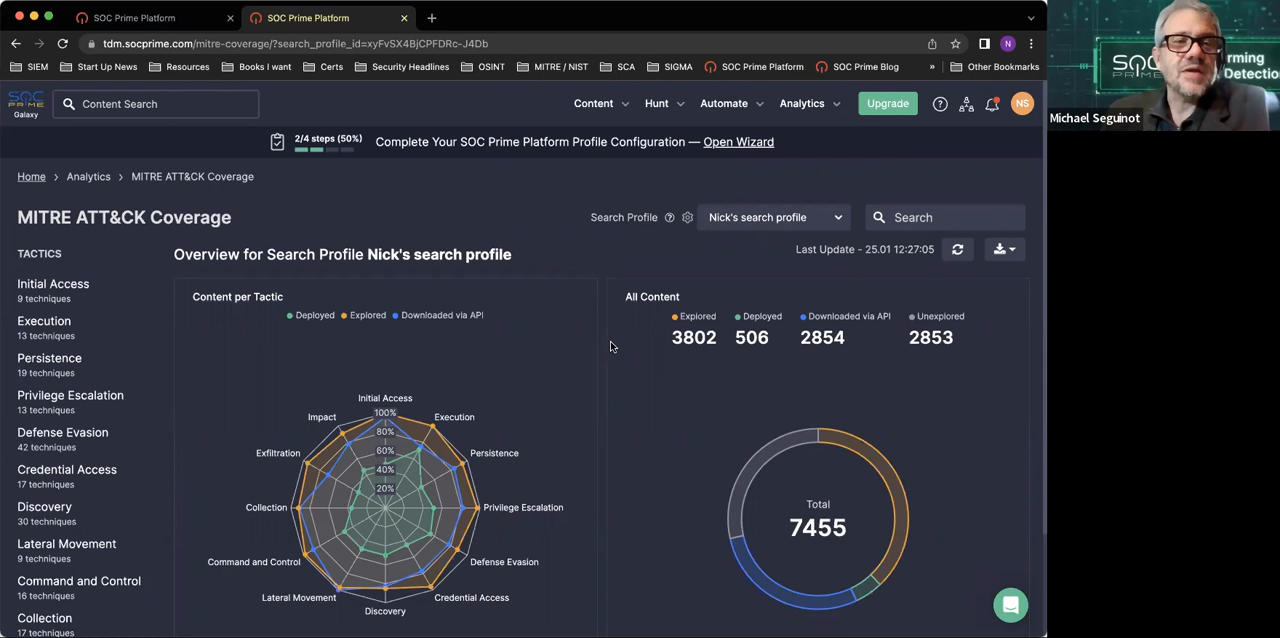 SOC Prime Platform
SOC Prime Platform
tdm.socprime.com/mitre-coverage/?search_profile_id=xyFvSX4BjCPFDRc-J4Db
N
SIEM Start Up News Resources Books I want Certs Security Headlines OSINT MITRE / NIST SCA SIGMA SOC Prime Platform SOC Prime Blog » Other Bookmarks
SOC PRIME Galaxy
Content Search
Content Hunt Automate Analytics Upgrade NS
2/4 steps (50%) Complete Your SOC Prime Platform Profile Configuration — Open Wizard
Home > Analytics > MITRE ATT&CK Coverage
MITRE ATT&CK Coverage
Search Profile Nick's search profile Search
Last Update - 25.01 12:27:05
TACTICS
Initial Access
9 techniques
Execution
13 techniques
Persistence
19 techniques
Privilege Escalation
13 techniques
Defense Evasion
42 techniques
Credential Access
17 techniques
Discovery
30 techniques
Lateral Movement
9 techniques
Command and Control
16 techniques
Collection
17 techniques
Overview for Search Profile Nick's search profile
Content per Tactic
Deployed Explored Downloaded via API
Initial Access
Execution
Persistence
Privilege Escalation
Defense Evasion
Credential Access
Discovery
Lateral Movement
Command and Control
Collection
Exfiltration
Impact
100%
80%
60%
40%
20%
All Content
Explored Deployed Downloaded via API Unexplored
3802 506 2854 2853
Total
7455
Michael Seguinot
SOC
PRIME
rming
Detectio